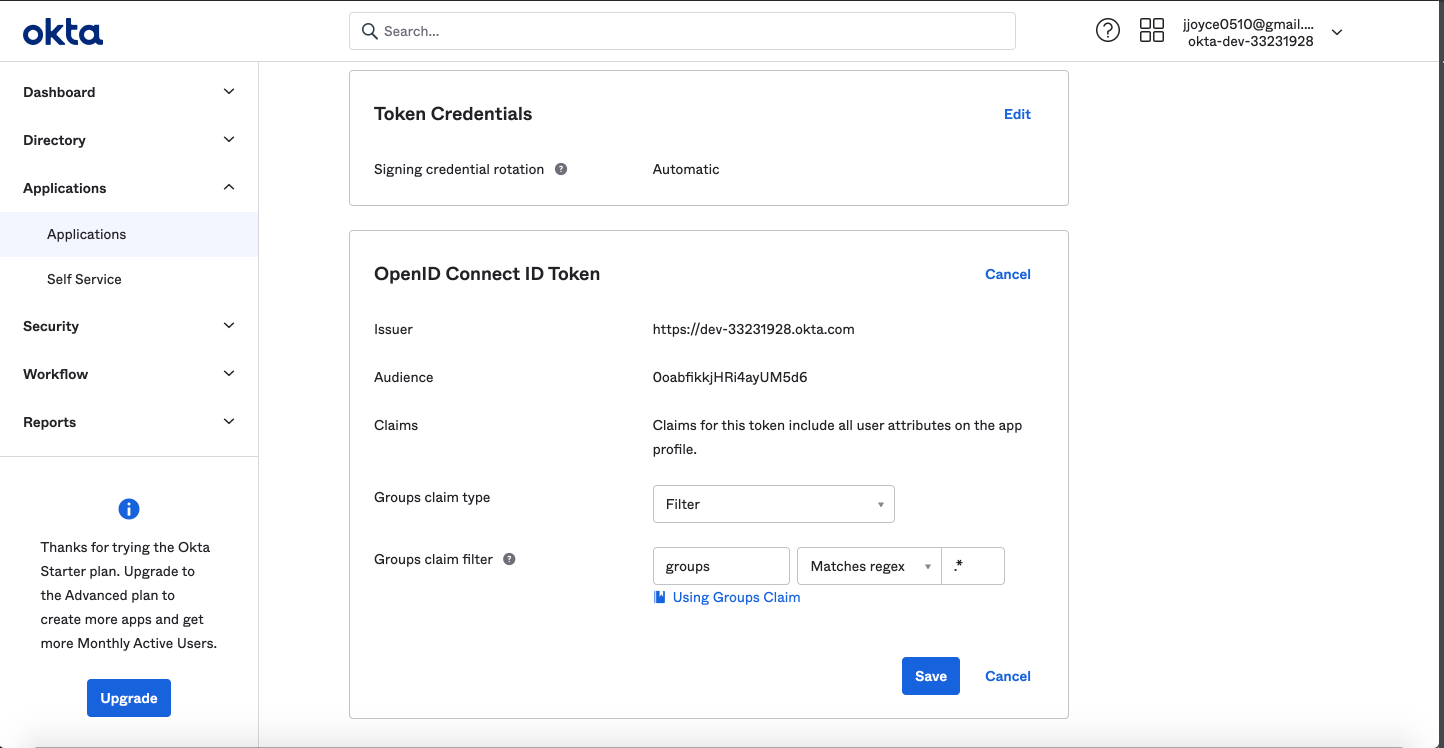 okta
Search...
jjoyce0510@gmail....
okta-dev-33231928
Dashboard
Directory
Applications
Applications
Self Service
Security
Workflow
Reports
Thanks for trying the Okta
Starter plan. Upgrade to
the Advanced plan to
create more apps and get
more Monthly Active Users.
Upgrade
Token Credentials
Edit
Signing credential rotation
Automatic
OpenID Connect ID Token
Cancel
Issuer
https://dev-33231928.okta.com
Audience
0oabfikkjHRi4ayUM5d6
Claims
Claims for this token include all user attributes on the app
profile.
Groups claim type
Filter
Groups claim filter
groups
Matches regex
.*
Using Groups Claim
Save
Cancel